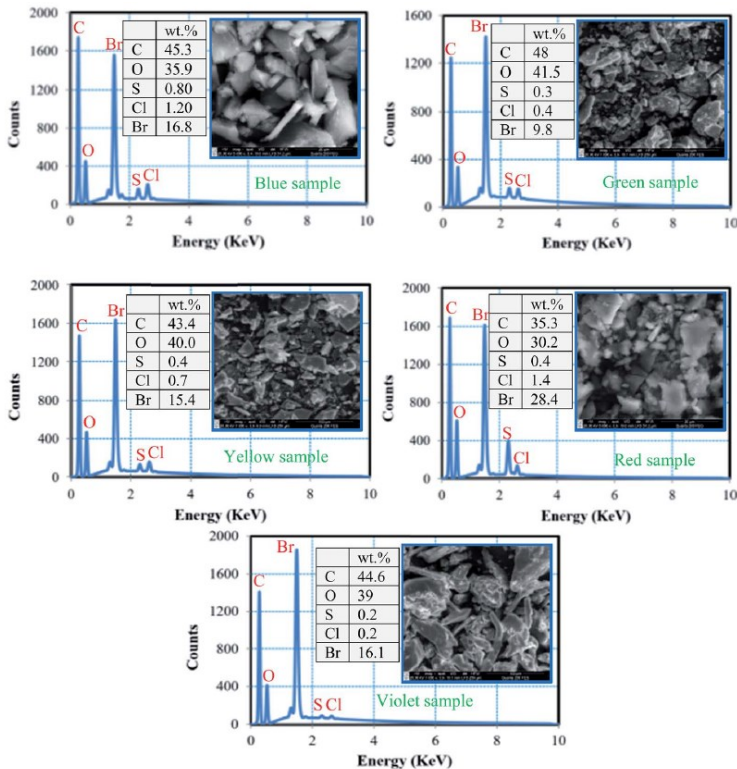 2000
1600
1200
800
400
0
Counts
C
O
Br
S
Cl
wt.%
C 45.3
O 35.9
S 0.80
Cl 1.20
Br 16.8
Blue sample
0 2 4 6 8 10
Energy (KeV)
1600
1200
800
400
0
Counts
C
O
Br
S
Cl
wt.%
C 48
O 41.5
S 0.3
Cl 0.4
Br 9.8
Green sample
0 2 4 6 8 10
Energy (KeV)
2000
1600
1200
800
400
0
Counts
C
O
Br
S Cl
wt.%
C 43.4
O 40.0
S 0.4
Cl 0.7
Br 15.4
Yellow sample
0 2 4 6 8 10
Energy (KeV)
2000
1600
1200
800
400
0
Counts
C
O
Br
S
Cl
wt.%
C 35.3
O 30.2
S 0.4
Cl 1.4
Br 28.4
Red sample
0 2 4 6 8 10
Energy (KeV)
2000
1600
1200
800
400
0
Counts
C
O
Br
S Cl
wt.%
C 44.6
O 39
S 0.2
Cl 0.2
Br 16.1
Violet sample
0 2 4 6 8 10
Energy (KeV)